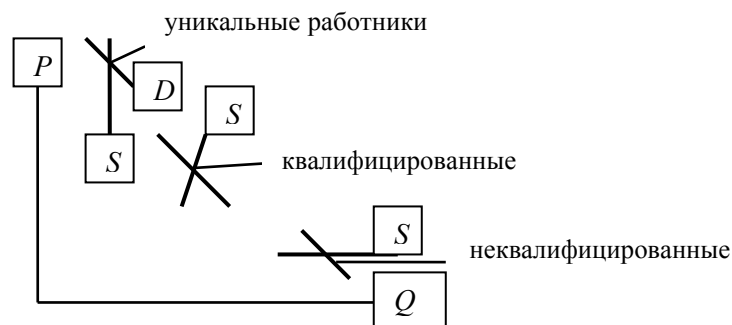 уникальные работники
P
D
S
S
квалифицированные
S
неквалифицированные
Q